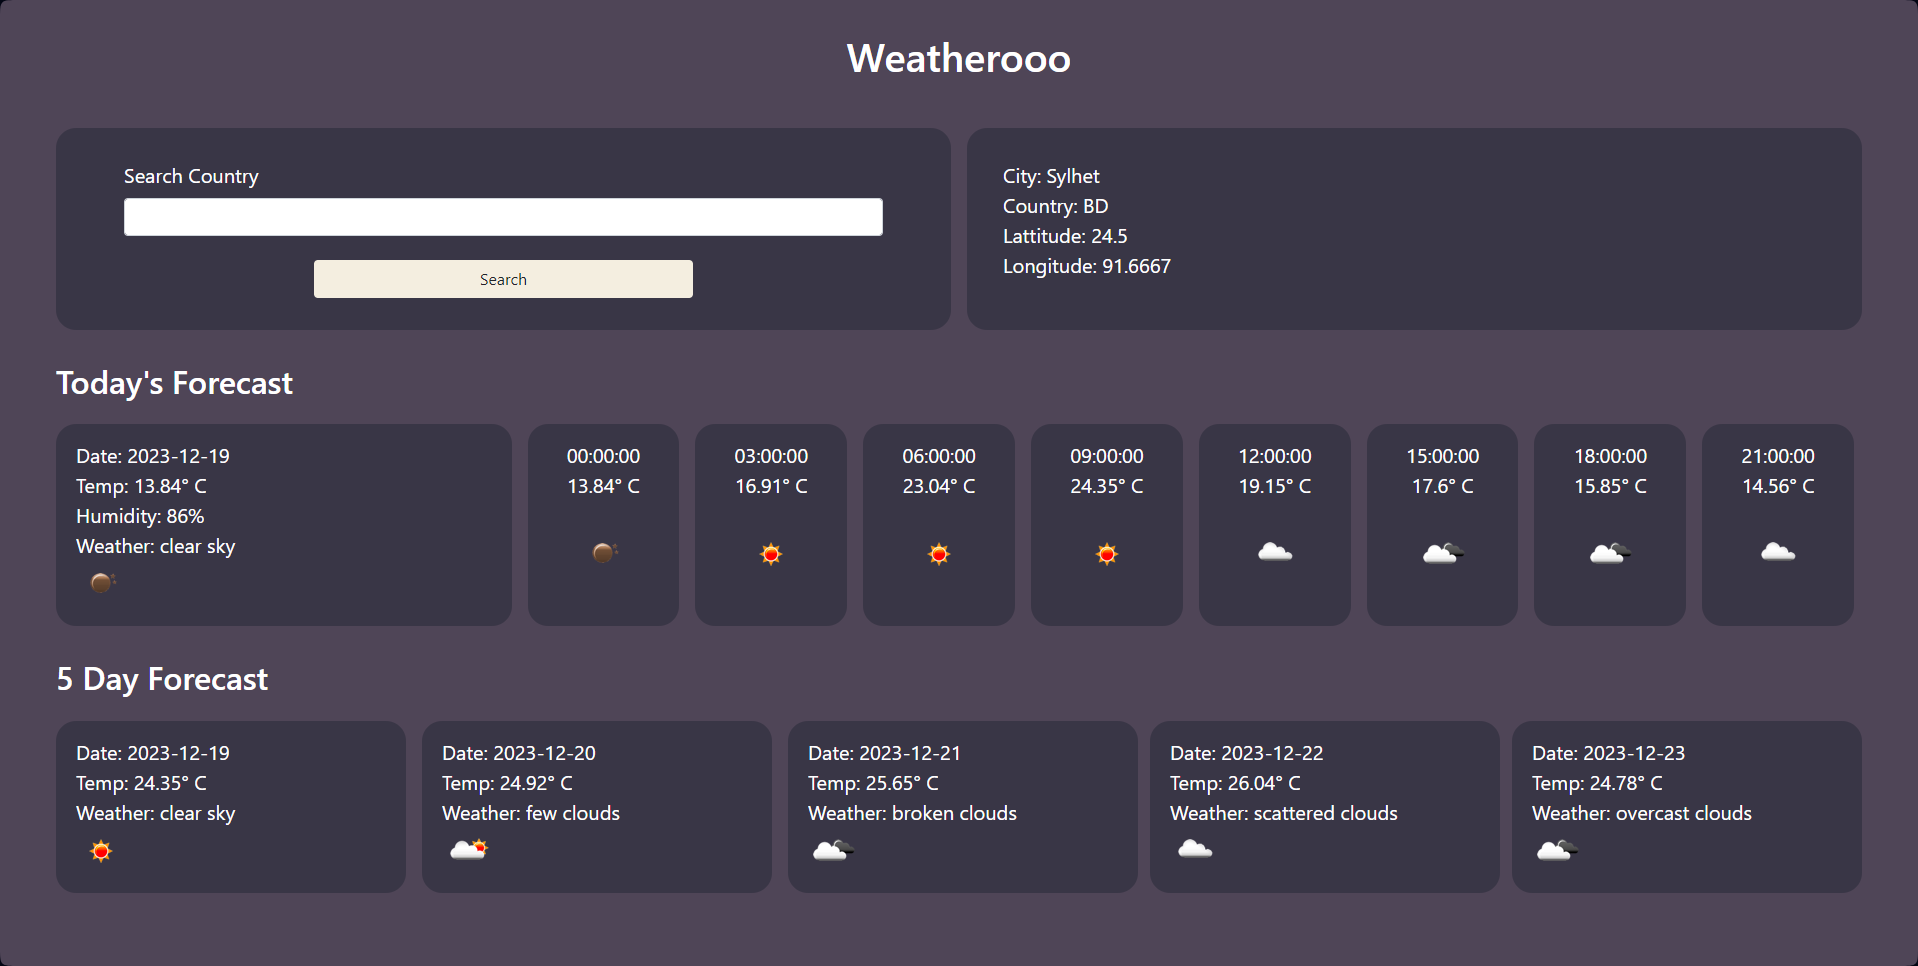 Weatherooo
Search Country
Search
City: Sylhet
Country: BD
Lattitude: 24.5
Longitude: 91.6667
Today's Forecast
Date: 2023-12-19
Temp: 13.84° C
Humidity: 86%
Weather: clear sky
00:00:00
13.84° C
03:00:00
16.91° C
06:00:00
23.04° C
09:00:00
24.35° C
12:00:00
19.15° C
15:00:00
17.6° C
18:00:00
15.85° C
21:00:00
14.56° C
5 Day Forecast
Date: 2023-12-19
Temp: 24.35° C
Weather: clear sky
Date: 2023-12-20
Temp: 24.92° C
Weather: few clouds
Date: 2023-12-21
Temp: 25.65° C
Weather: broken clouds
Date: 2023-12-22
Temp: 26.04° C
Weather: scattered clouds
Date: 2023-12-23
Temp: 24.78° C
Weather: overcast clouds